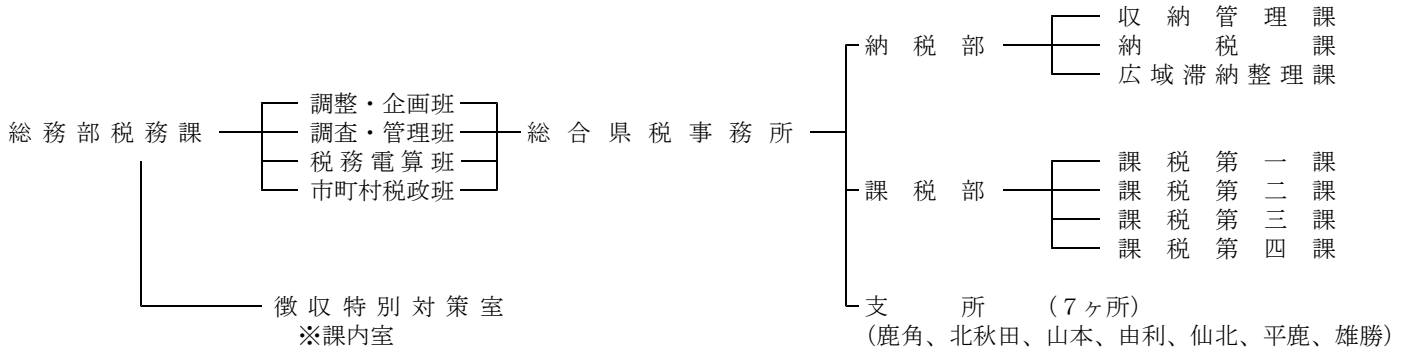 収納管理課
納税部
納税課
広域滞納整理課
調整・企画班
総務部税務課
調査・管理班
総合県税事務所
税務電算班
市町村税政班
課税第一課
課税部
課税第二課
課税第三課
課税第四課
徴収特別対策室
※課内室
支所 (7ヶ所)
(鹿角、北秋田、山本、由利、仙北、平鹿、雄勝)